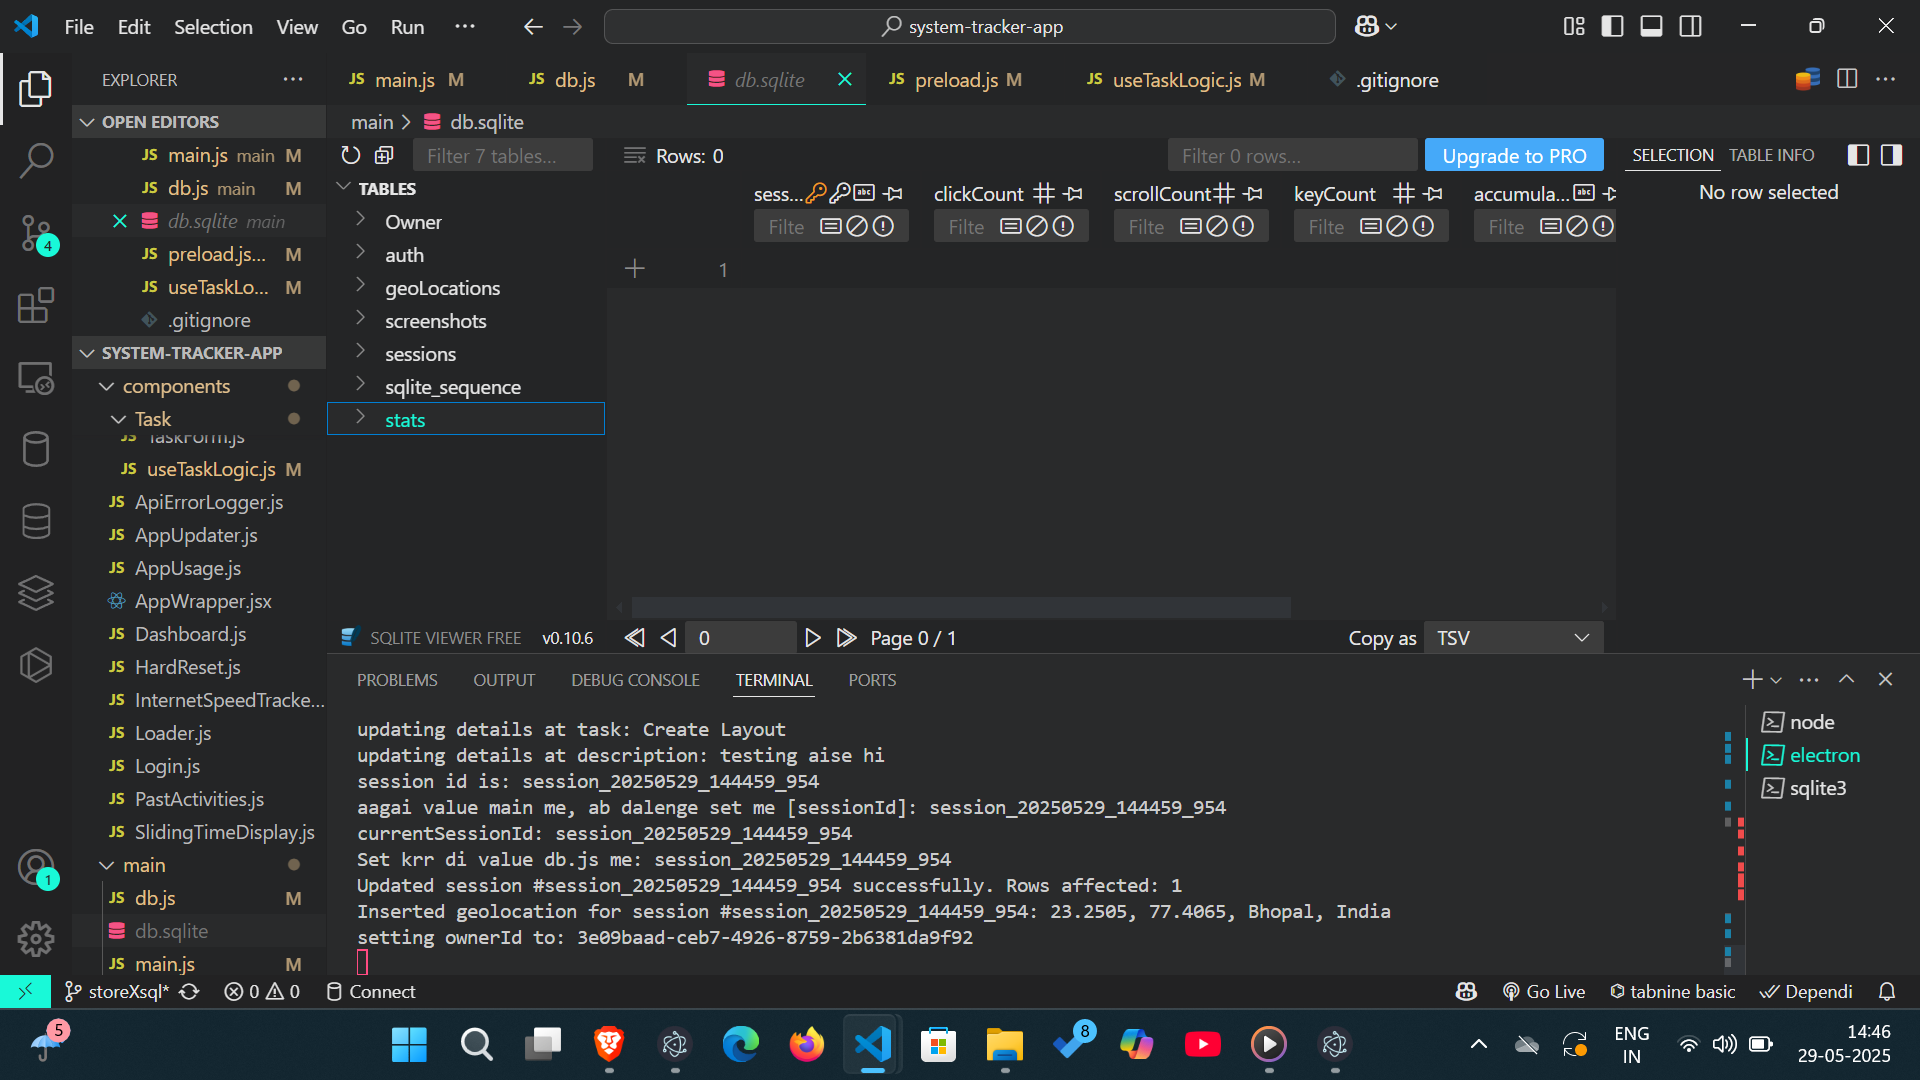 File Edit Selection View Go Run ··· system-tracker-app
EXPLORER ···
JS main.js M JS db.js M db.sqlite JS preload.js M JS useTaskLogic.js M .gitignore ···
OPEN EDITORS
JS main.js main M
JS db.js main M
db.sqlite main
JS preload.js... M
JS useTaskLo... M
.gitignore
SYSTEM-TRACKER-APP
components
Task
JS TaskForm.js
JS useTaskLogic.js M
JS ApiErrorLogger.js
JS AppUpdater.js
JS AppUsage.js
AppWrapper.jsx
JS Dashboard.js
JS HardReset.js
JS InternetSpeedTracke...
JS Loader.js
JS Login.js
JS PastActivities.js
JS SlidingTimeDisplay.js
main
JS db.js M
db.sqlite
JS main.js M
4
1
main > db.sqlite
Filter 7 tables... Rows: 0 Filter 0 rows... Upgrade to PRO SELECTION TABLE INFO
No row selected
TABLES
Owner
auth
geoLocations
screenshots
sessions
sqlite_sequence
stats
sess... abc clickCount scrollCount keyCount accumula... abc
Filte Filte Filte Filte Filte
1
SQLITE VIEWER FREE v0.10.6 0 Page 0 / 1 Copy as TSV
PROBLEMS OUTPUT DEBUG CONSOLE TERMINAL PORTS ···
updating details at task: Create Layout
updating details at description: testing aise hi
session id is: session_20250529_144459_954
aagai value main me, ab dalenge set me [sessionId]: session_20250529_144459_954
currentSessionId: session_20250529_144459_954
Set krr di value db.js me: session_20250529_144459_954
Updated session #session_20250529_144459_954 successfully. Rows affected: 1
Inserted geolocation for session #session_20250529_144459_954: 23.2505, 77.4065, Bhopal, India
setting ownerId to: 3e09baad-ceb7-4926-8759-2b6381da9f92
node
electron
sqlite3
storeXsql* 0 0 Connect Go Live tabnine basic Dependi
5
8
ENG
IN
14:46
29-05-2025